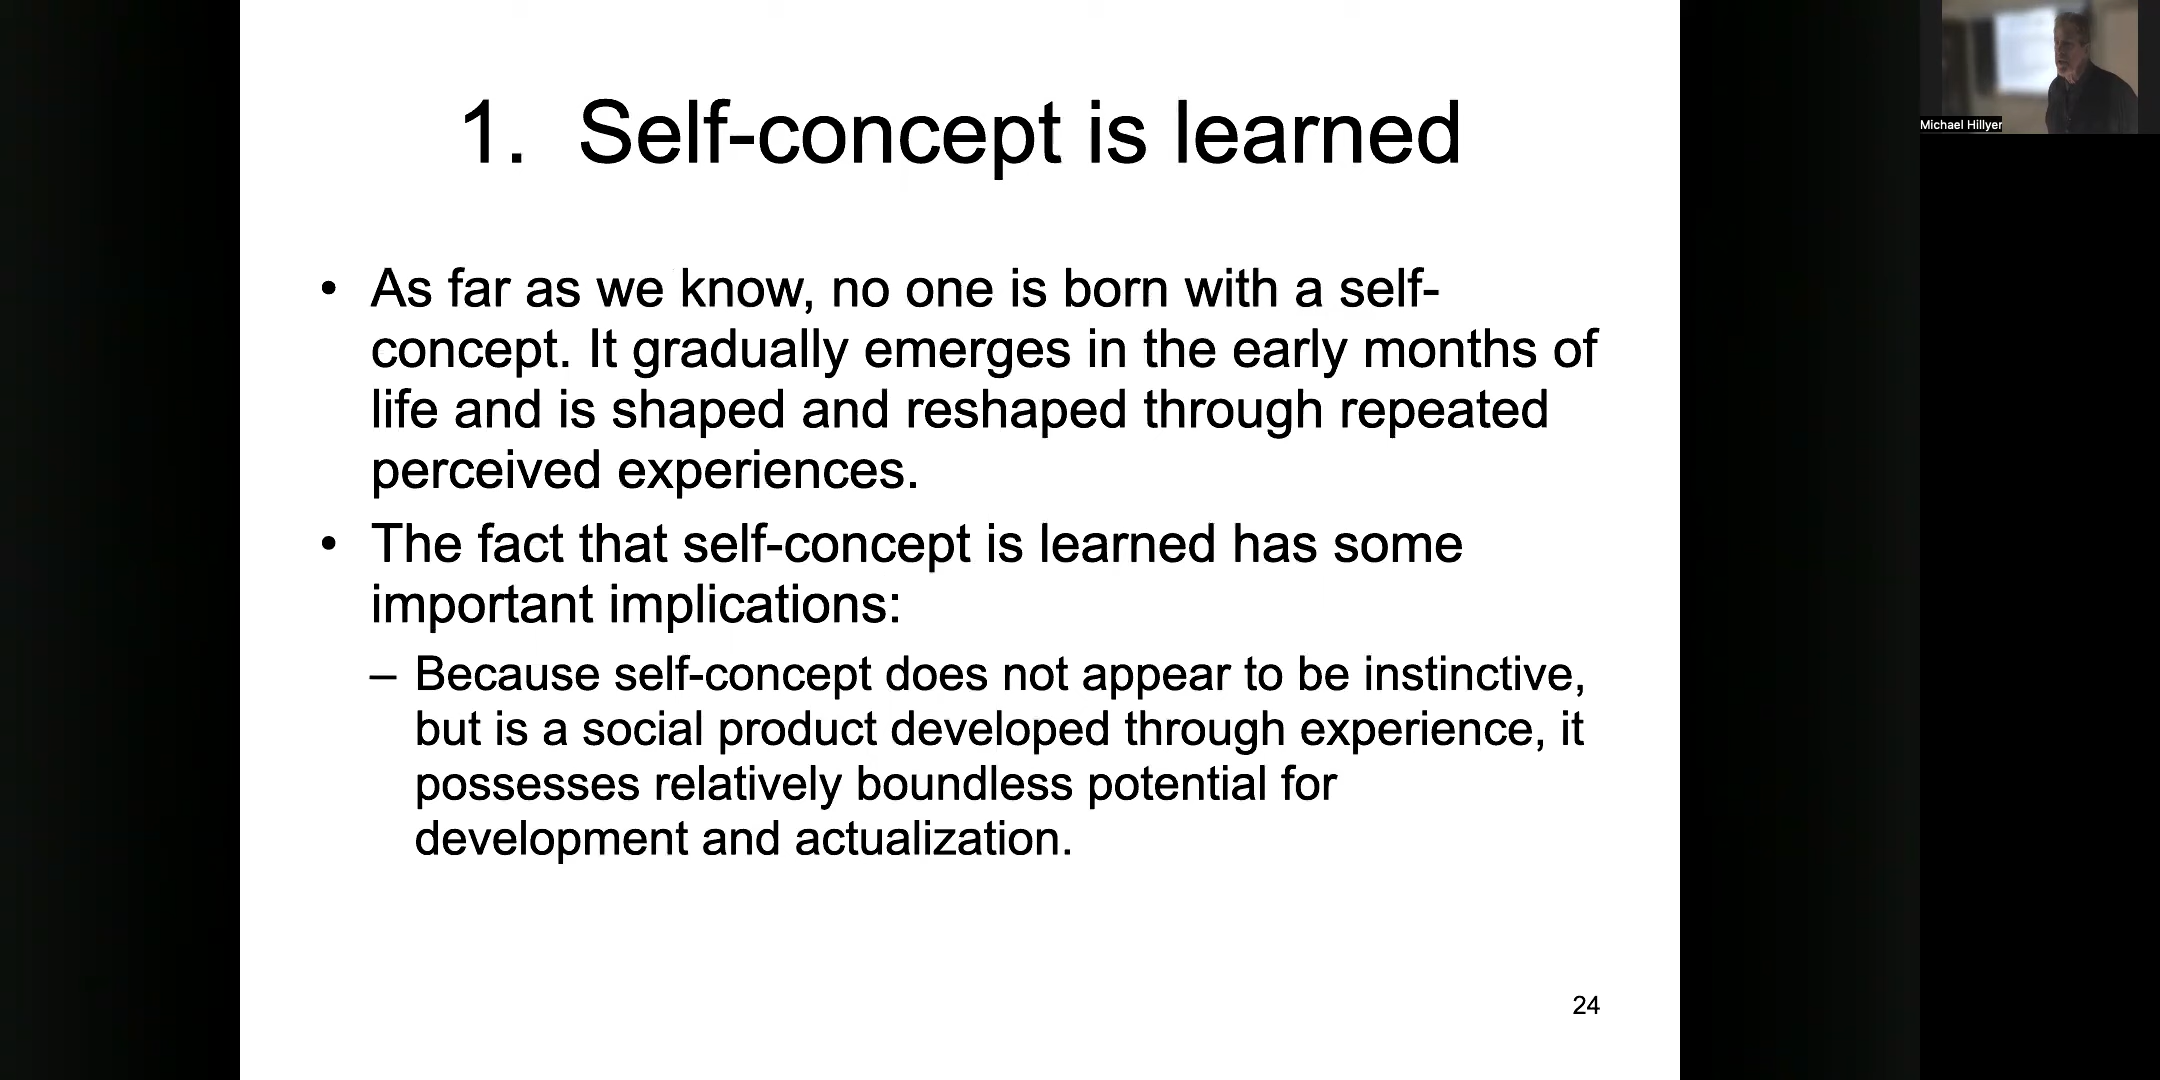 1. Self-concept is learned
• As far as we know, no one is born with a self-
concept. It gradually emerges in the early months of
life and is shaped and reshaped through repeated
perceived experiences.
• The fact that self-concept is learned has some
important implications:
– Because self-concept does not appear to be instinctive,
but is a social product developed through experience, it
possesses relatively boundless potential for
development and actualization.
24
Michael Hillyer